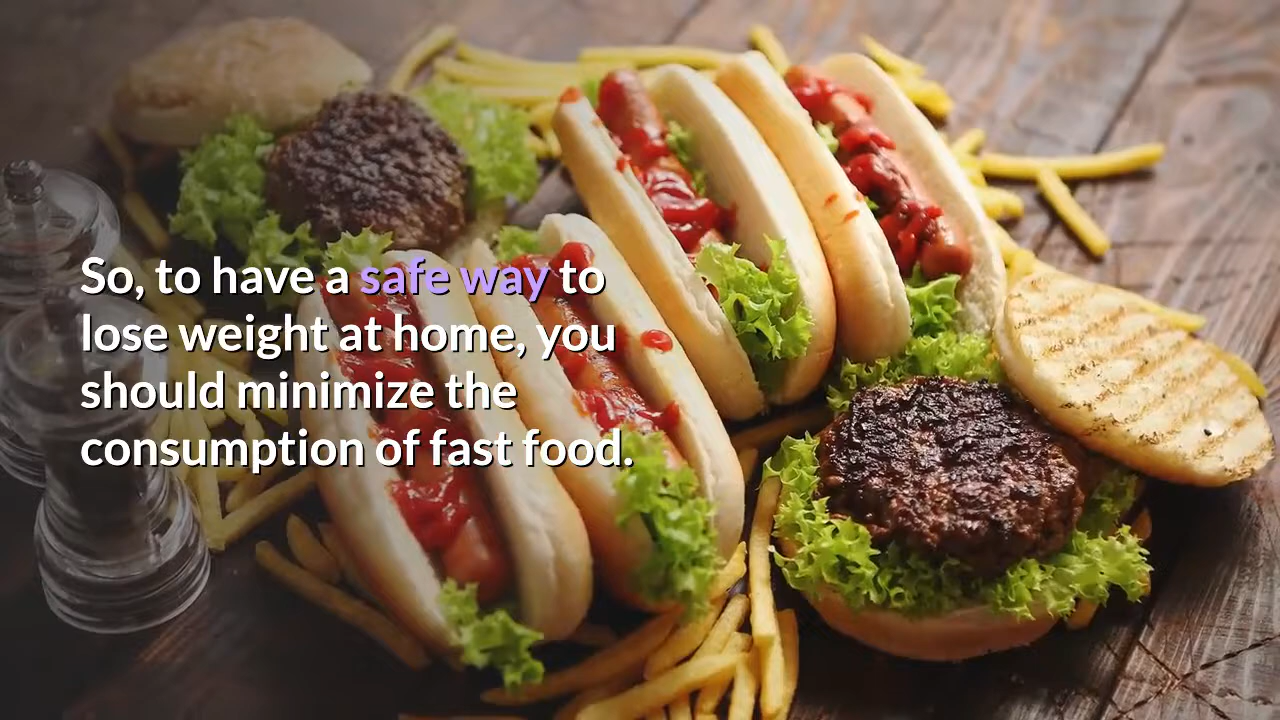 So, to have a safe way to
lose weight at home, you
should minimize the
consumption of fast food.